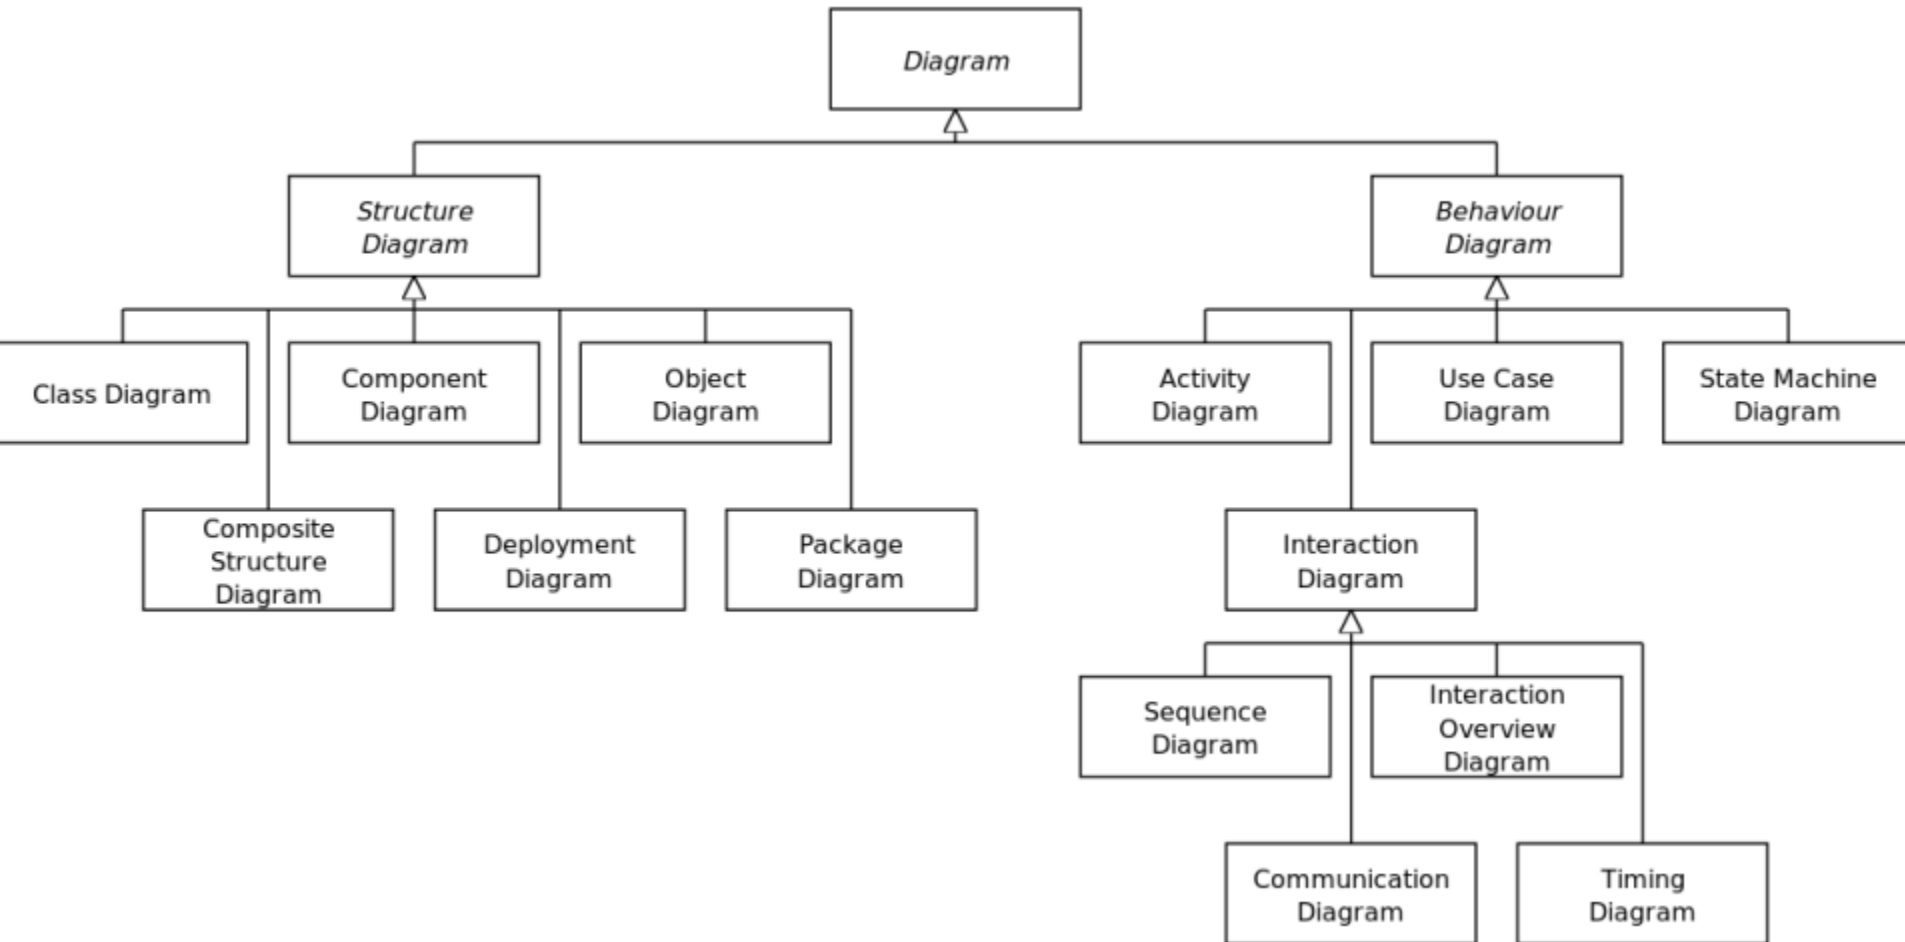 Diagram
Structure
Diagram
Behaviour
Diagram
Class Diagram
Component
Diagram
Object
Diagram
Activity
Diagram
Use Case
Diagram
State Machine
Diagram
Composite
Structure
Diagram
Deployment
Diagram
Package
Diagram
Interaction
Diagram
Sequence
Diagram
Interaction
Overview
Diagram
Communication
Diagram
Timing
Diagram